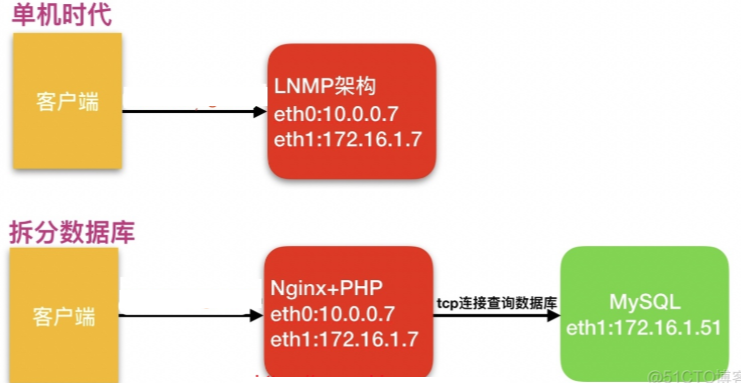 单机时代
客户端
LNMP架构
eth0:10.0.0.7
eth1:172.16.1.7
拆分数据库
客户端
Nginx+PHP
eth0:10.0.0.7
eth1:172.16.1.7
tcp连接查询数据库
MySQL
eth1:172.16.1.51
@51CTO博客